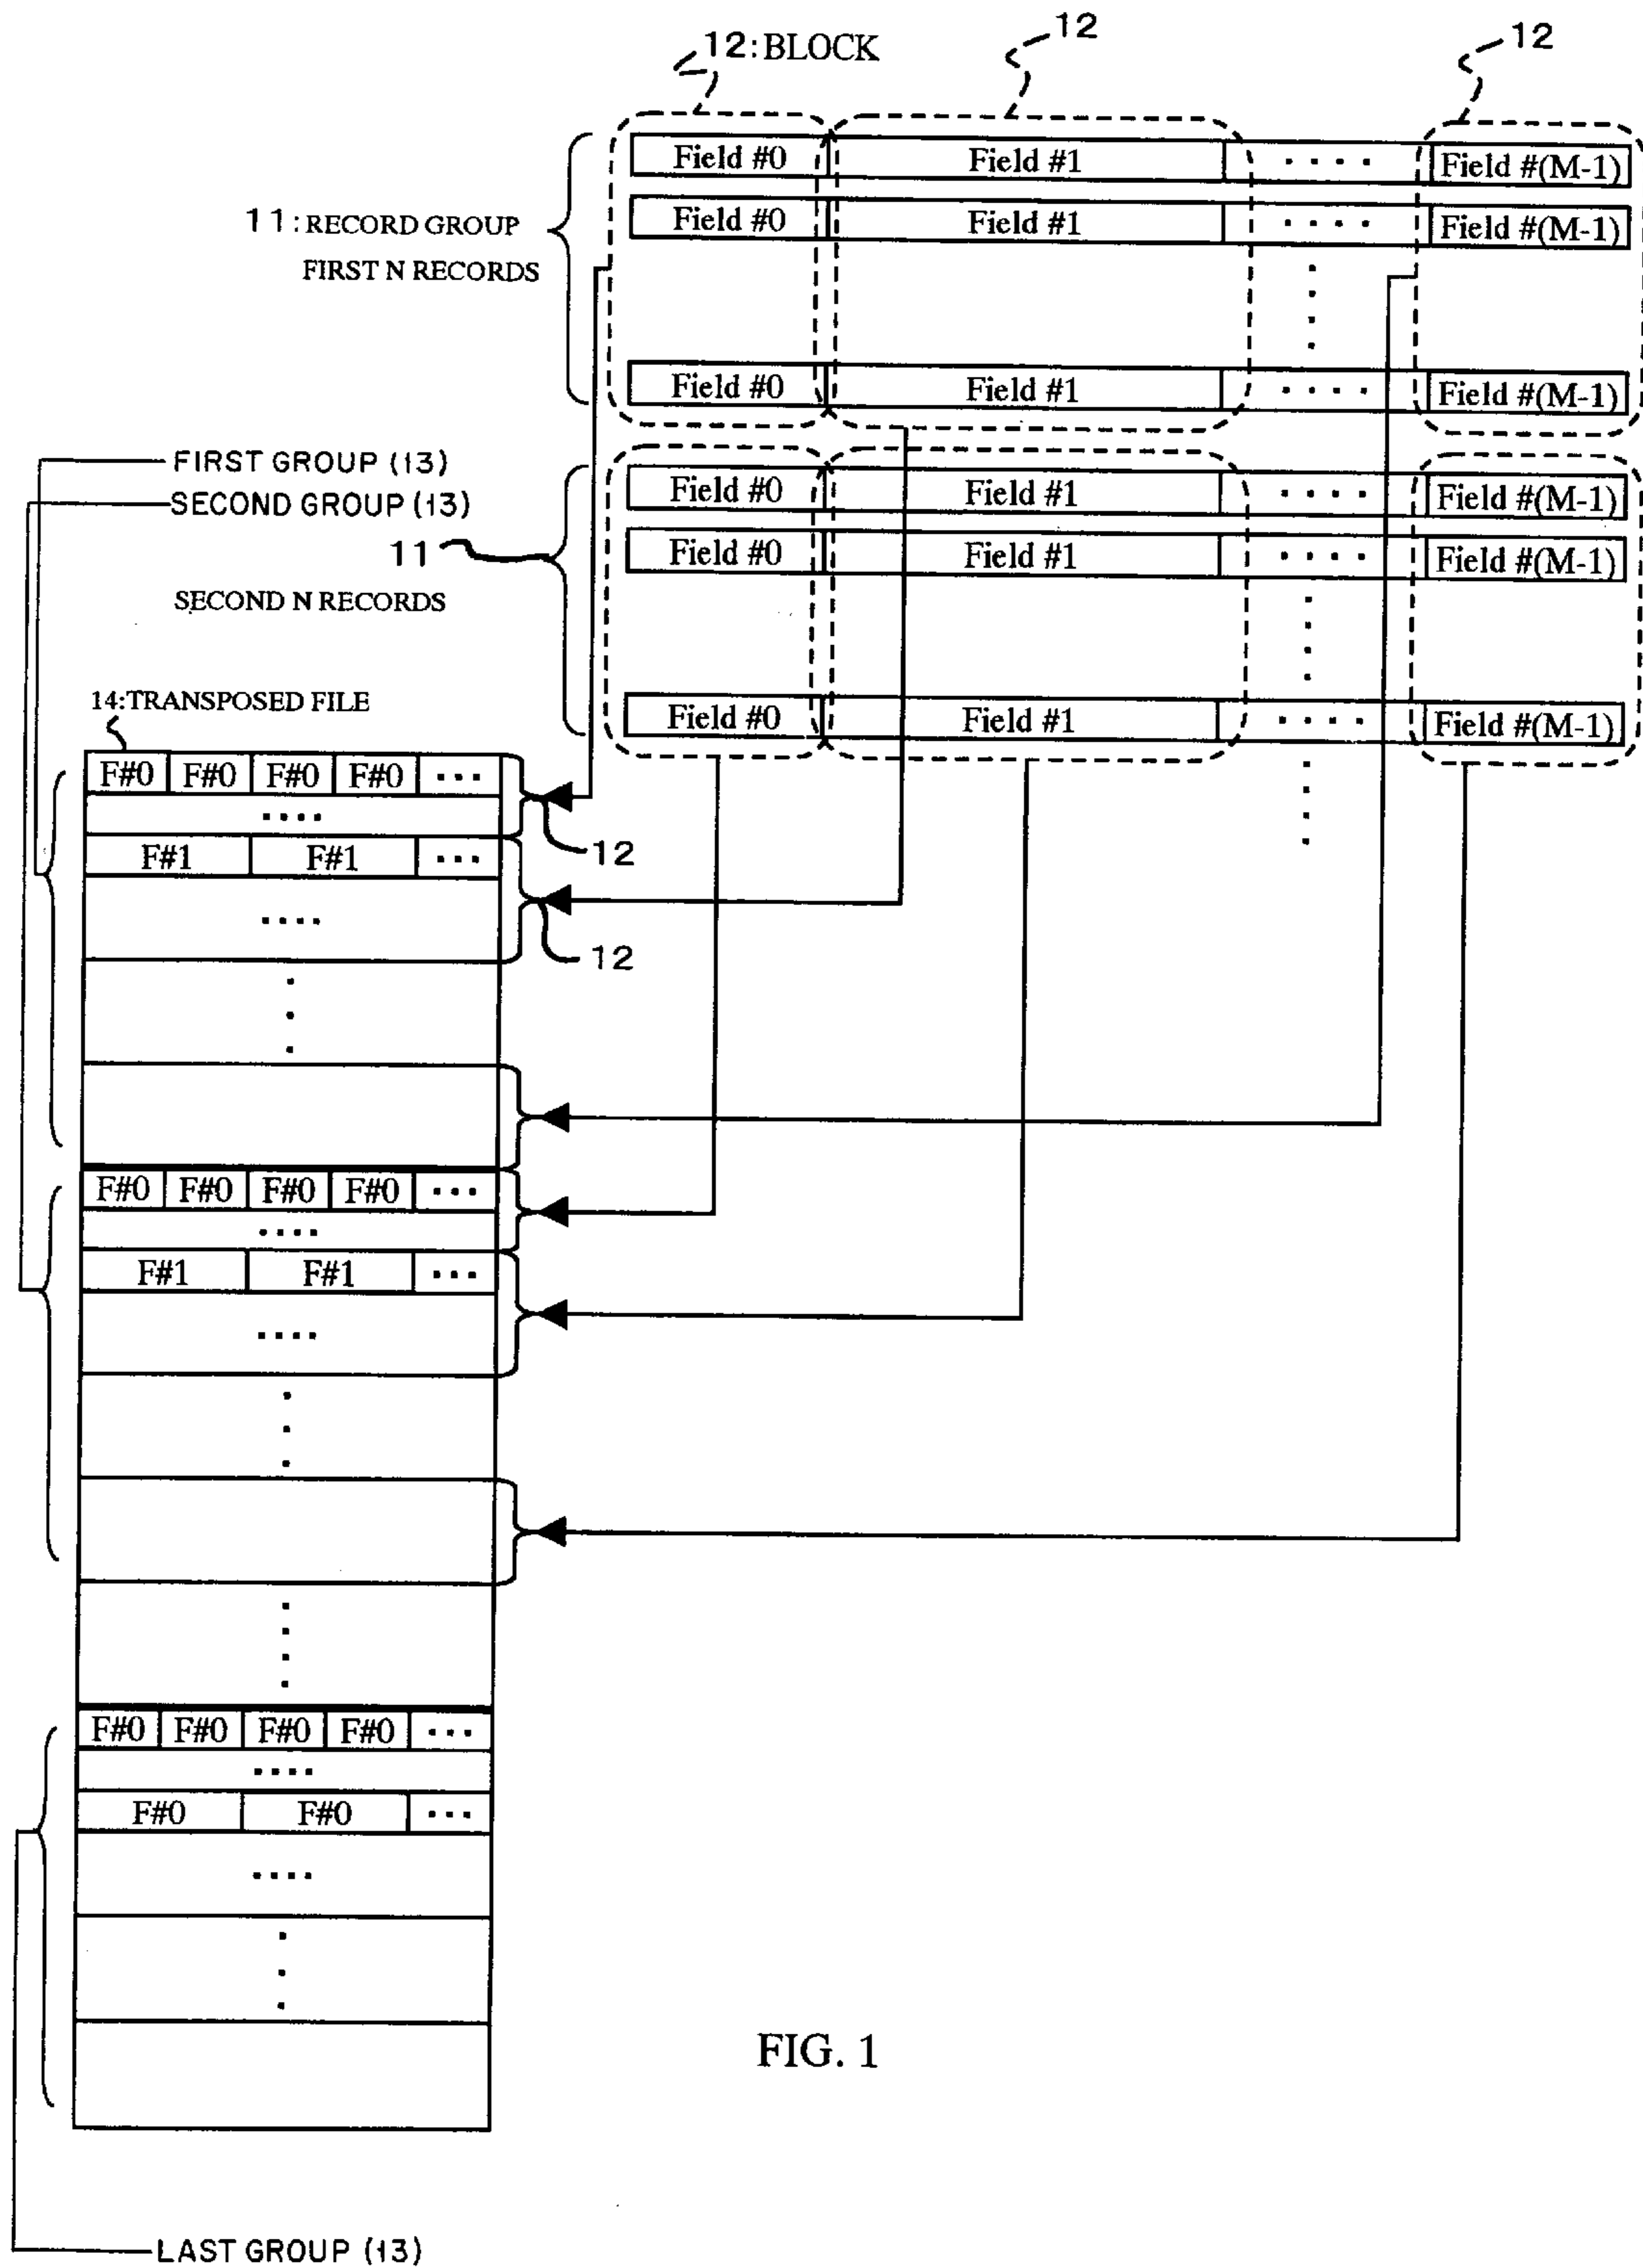 12:BLOCK
12
12
Field #0 Field #1 ···· Field #(M-1)
11:RECORD GROUP
FIRST N RECORDS
Field #0 Field #1 ···· Field #(M-1)
Field #0 Field #1 ···· Field #(M-1)
FIRST GROUP (13)
SECOND GROUP (13)
11
SECOND N RECORDS
Field #0 Field #1 ···· Field #(M-1)
Field #0 Field #1 ···· Field #(M-1)
Field #0 Field #1 ···· Field #(M-1)
14:TRANSPOSED FILE
F#0 F#0 F#0 F#0 ···
····
12
F#1 F#1 ···
····
12
F#0 F#0 F#0 F#0 ···
····
F#1 F#1 ···
····
F#0 F#0 F#0 F#0 ···
····
F#0 F#0 ···
····
FIG. 1
LAST GROUP (13)